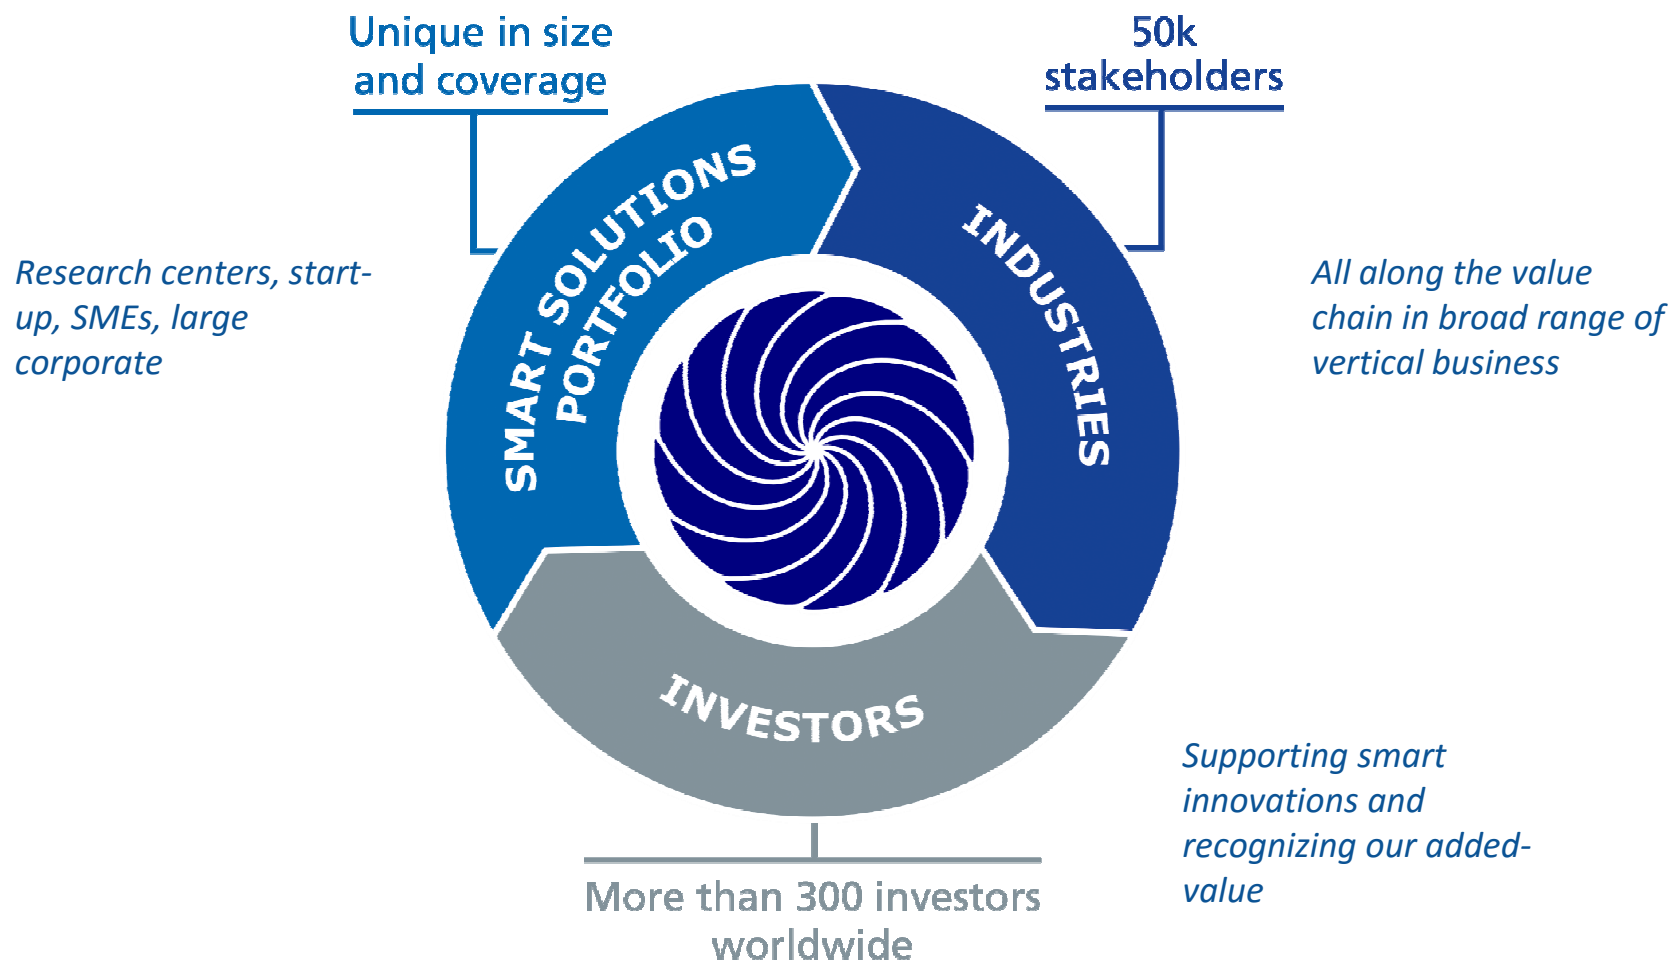 Unique in size
and coverage
50k
stakeholders
SMART SOLUTIONS
PORTFOLIO
INDUSTRIES
Research centers, start-
up, SMEs, large
corporate
All along the value
chain in broad range of
vertical business
INVESTORS
Supporting smart
innovations and
recognizing our added-
value
More than 300 investors
worldwide